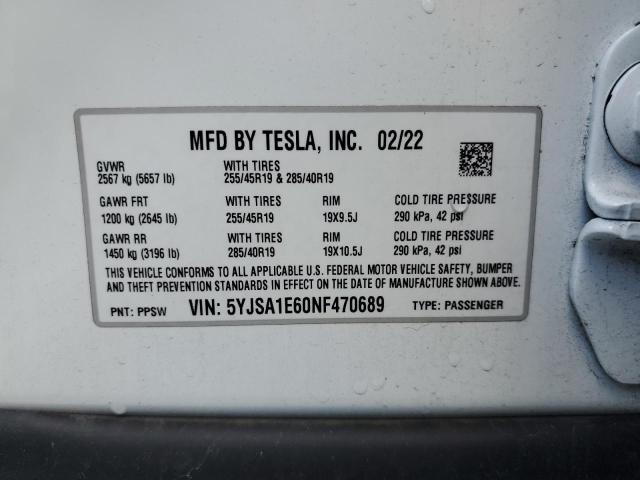 MFD BY TESLA, INC. 02/22
GVWR WITH TIRES
2567 kg (5657 lb) 255/45R19 & 285/40R19
GAWR FRT WITH TIRES RIM COLD TIRE PRESSURE
1200 kg (2645 lb) 255/45R19 19X9.5J 290 kPa, 42 psi
GAWR RR WITH TIRES RIM COLD TIRE PRESSURE
1450 kg (3196 lb) 285/40R19 19X10.5J 290 kPa, 42 psi
THIS VEHICLE CONFORMS TO ALL APPLICABLE U.S. FEDERAL MOTOR VEHICLE SAFETY, BUMPER
AND THEFT PREVENTION STANDARDS IN EFFECT ON THE DATE OF MANUFACTURE SHOWN ABOVE.
PNT: PPSW VIN: 5YJSA1E60NF470689 TYPE: PASSENGER